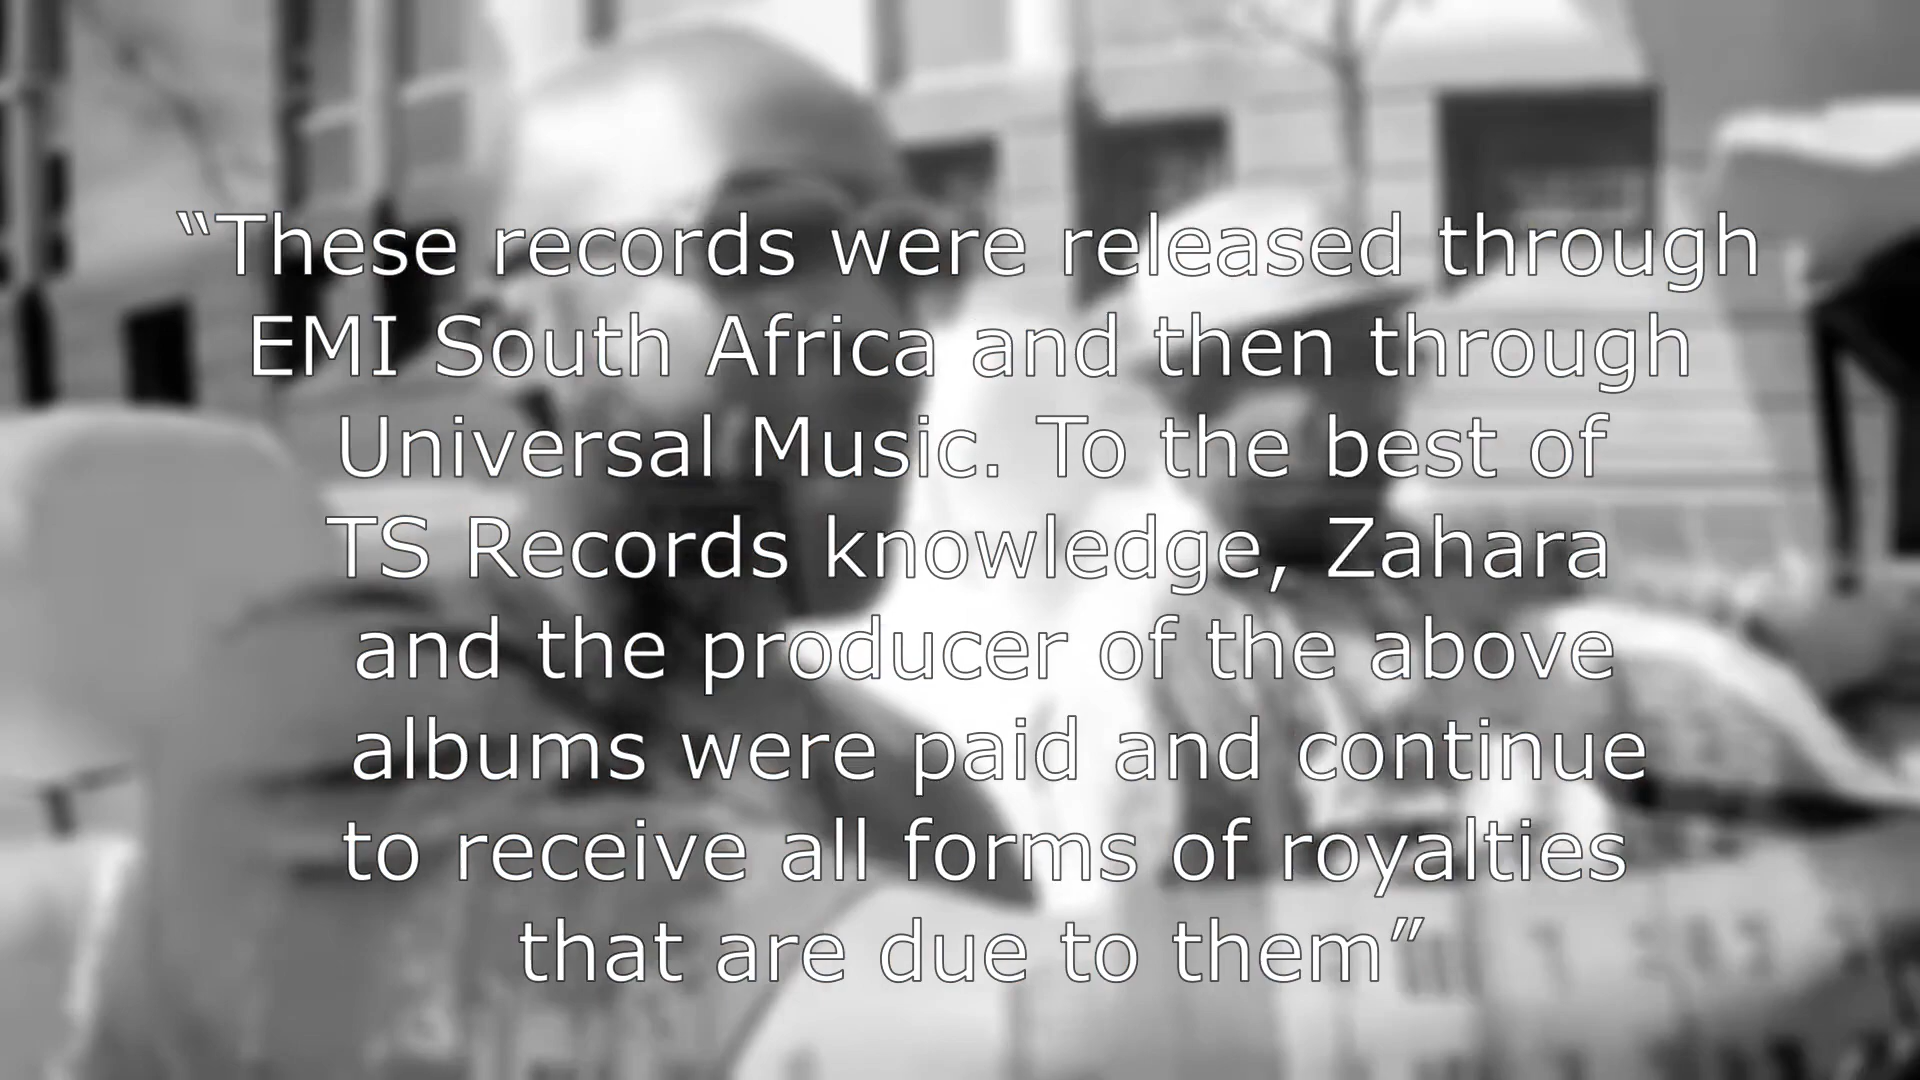 “These records were released through
EMI South Africa and then through
Universal Music. To the best of
TS Records knowledge, Zahara
and the producer of the above
albums were paid and continue
to receive all forms of royalties
that are due to them”